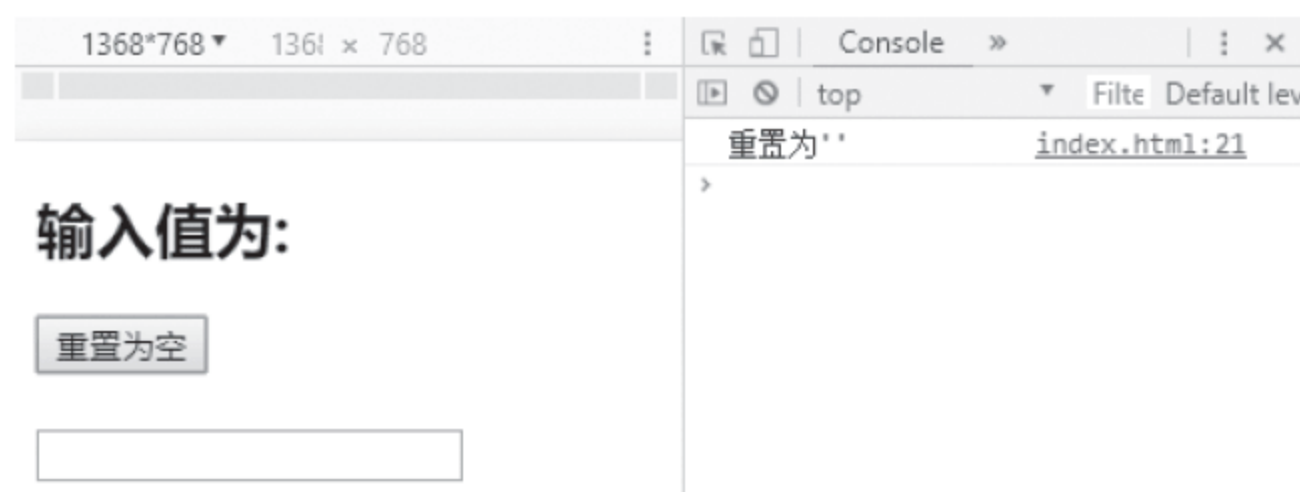 1368*768▼ 1368 × 768
Console »
top ▼ Filte Default lev
重置为'' index.html:21
输入值为:
重置为空